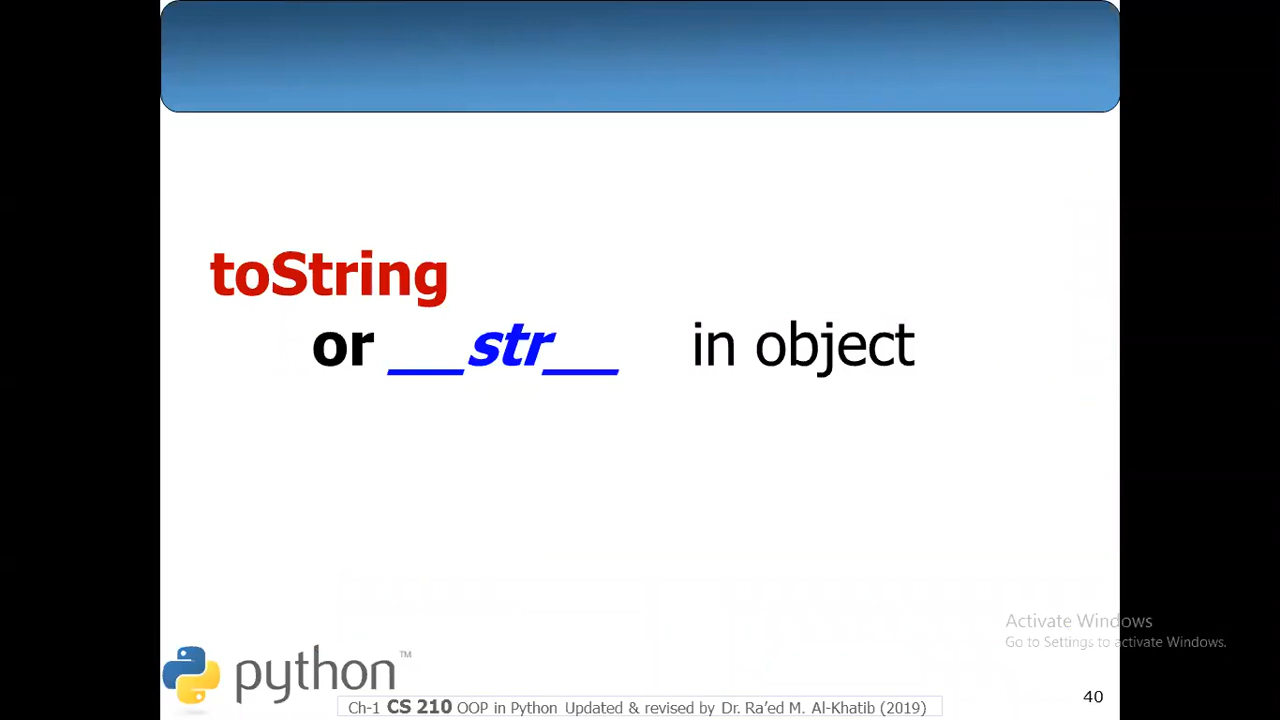 toString
or __str__ in object
Activate Windows
Go to Settings to activate Windows.
python™
Ch-1 CS 210 OOP in Python Updated & revised by Dr. Ra'ed M. Al-Khatib (2019)
40